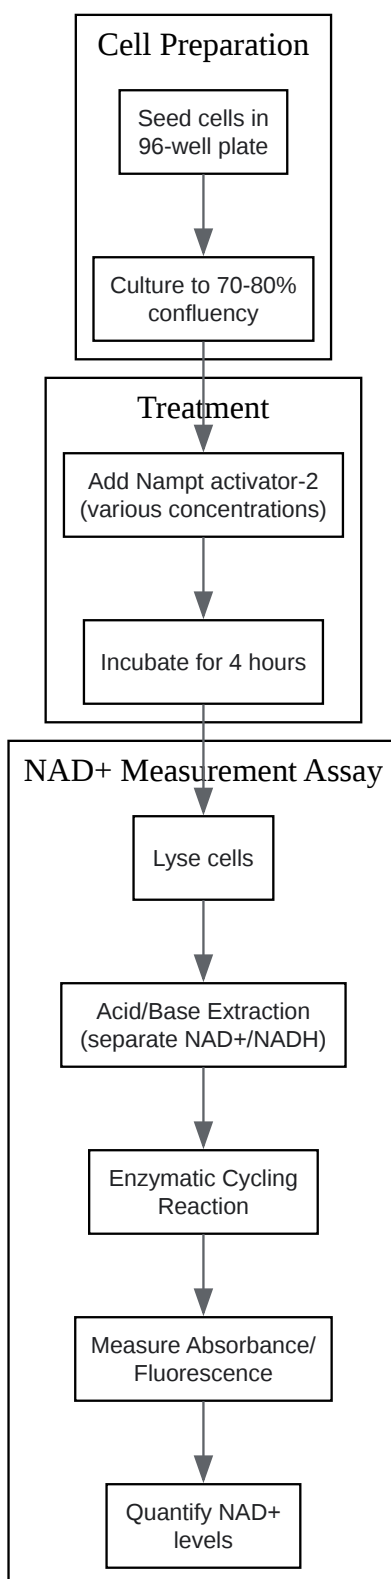 Cell Preparation
Seed cells in
96-well plate
Culture to 70-80%
confluency
Treatment
Add Nampt activator-2
(various concentrations)
Incubate for 4 hours
NAD+ Measurement Assay
Lyse cells
Acid/Base Extraction
(separate NAD+/NADH)
Enzymatic Cycling
Reaction
Measure Absorbance/
Fluorescence
Quantify NAD+
levels